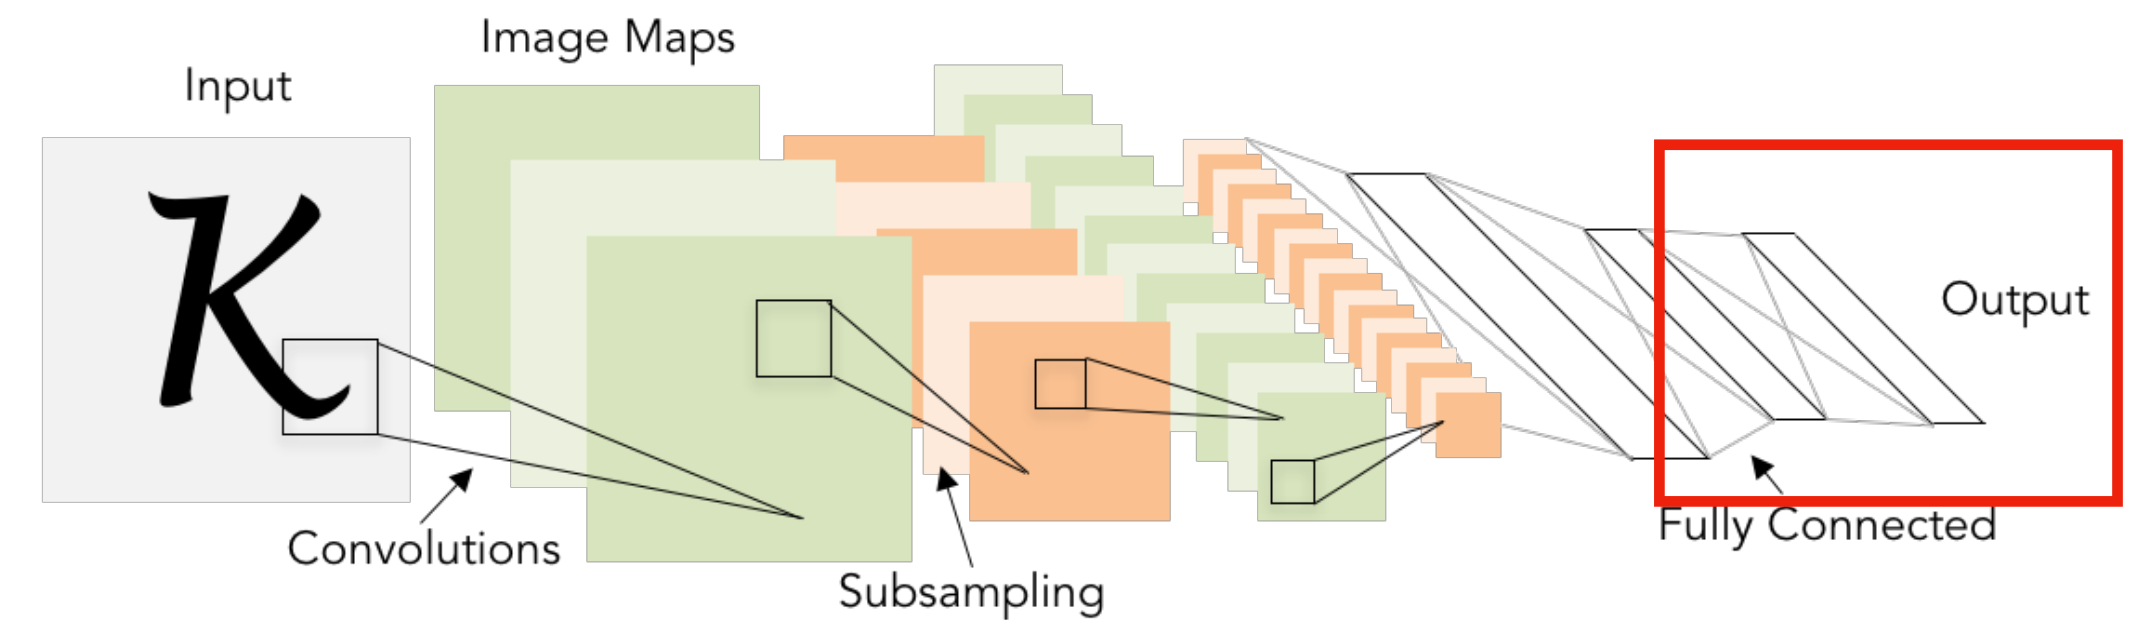 Image Maps
Input
K
Output
Convolutions
Fully Connected
Subsampling